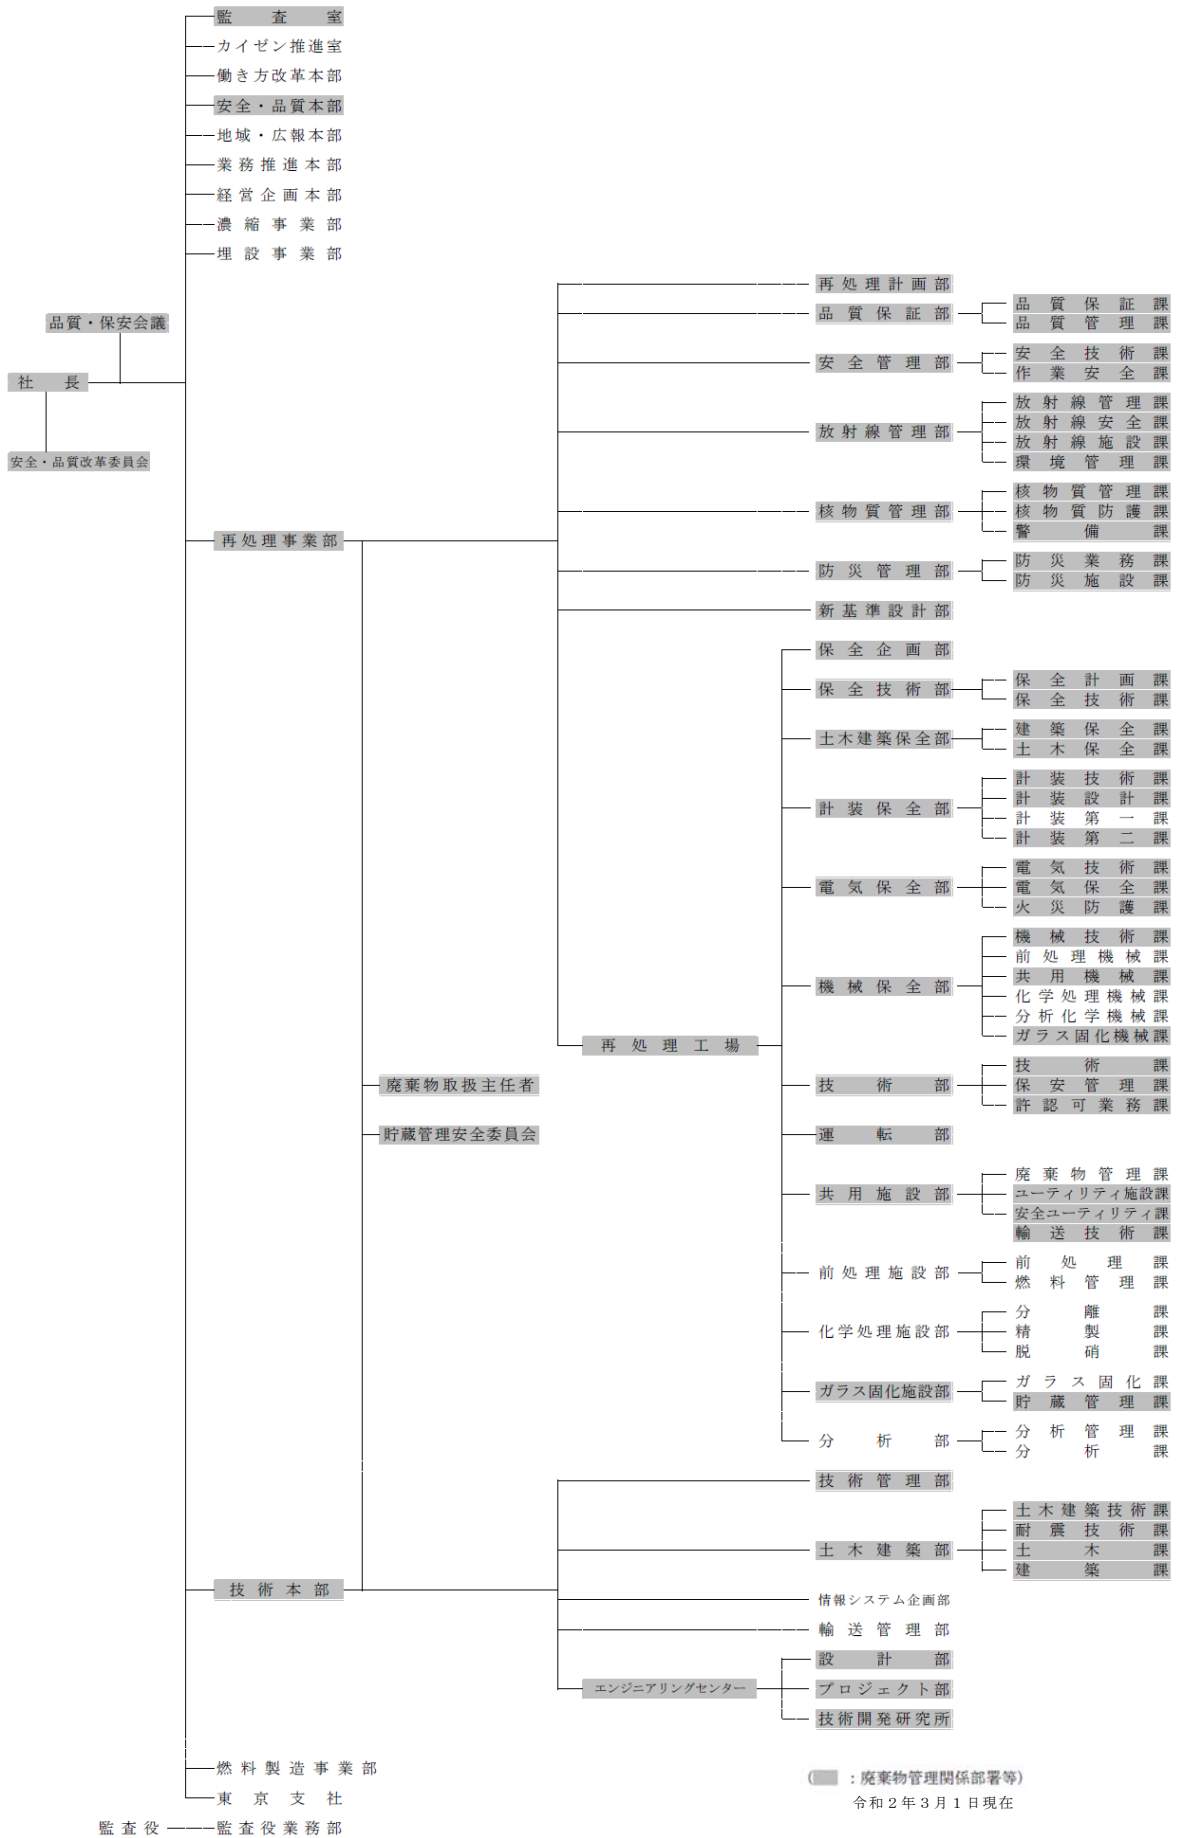 監査室
カイゼン推進室
働き方改革本部
安全・品質本部
地域・広報本部
業務推進本部
経営企画本部
濃縮事業部
埋設事業部
品質・保安会議
社長
安全・品質改革委員会
再処理事業部
再処理計画部
品質保証部
品質保証課
品質管理課
安全管理部
安全技術課
作業安全課
放射線管理部
放射線管理課
放射線安全課
放射線施設課
環境管理課
核物質管理部
核物質管理課
核物質防護課
警備課
防災管理部
防災業務課
防災施設課
新基準設計部
再処理工場
保全企画部
保全技術部
保全計画課
保全技術課
土木建築保全部
建築保全課
土木保全課
計装保全部
計装技術課
計装設計課
計装第一課
計装第二課
電気保全部
電気技術課
電気保全課
火災防護課
機械保全部
機械技術課
前処理機械課
共用機械課
化学処理機械課
分析化学機械課
ガラス固化機械課
技術部
技術課
保安管理課
許認可業務課
運転部
共用施設部
廃棄物管理課
ユーティリティ施設課
安全ユーティリティ課
輸送技術課
前処理施設部
前処理課
燃料管理課
化学処理施設部
分離課
精製課
脱硝課
ガラス固化施設部
ガラス固化課
貯蔵管理課
分析部
分析管理課
分析課
廃棄物取扱主任者
貯蔵管理安全委員会
技術本部
技術管理部
土木建築部
土木建築技術課
耐震技術課
土木課
建築課
情報システム企画部
輸送管理部
エンジニアリングセンター
設計部
プロジェクト部
技術開発研究所
燃料製造事業部
東京支社
監査役
監査役業務部
(　：廃棄物管理関係部署等)
令和２年３月１日現在